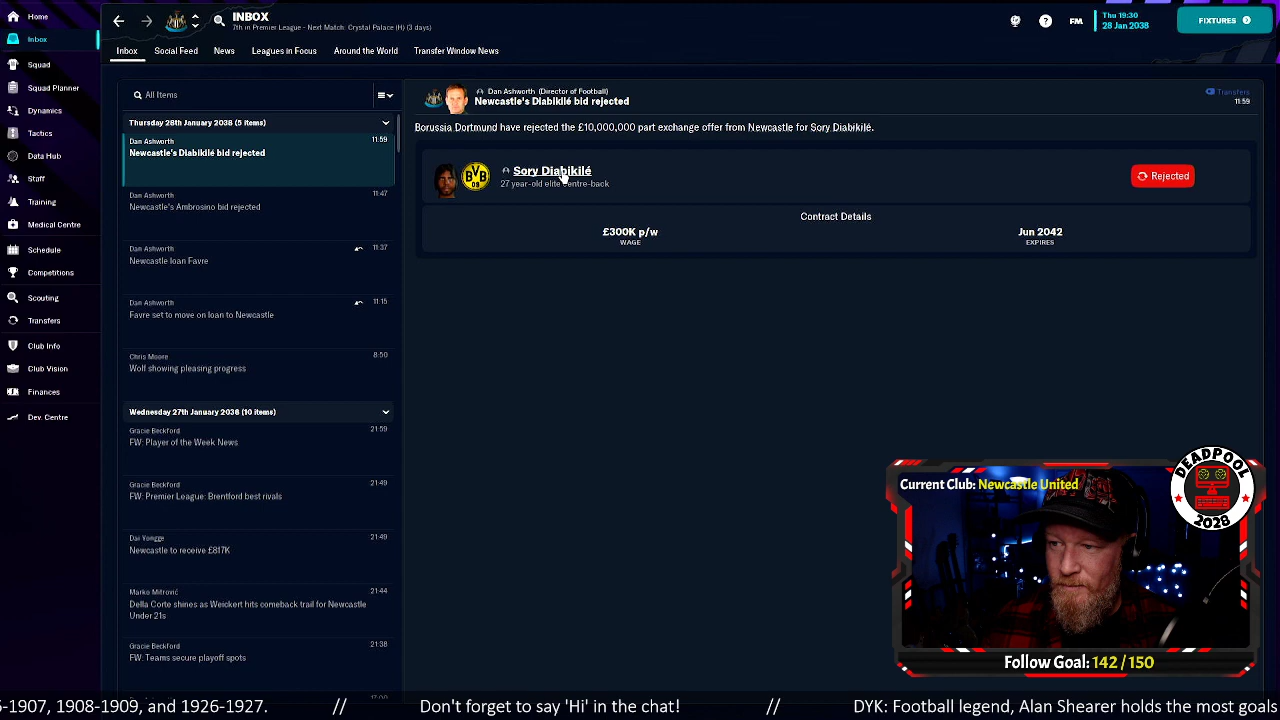 Home
INBOX
7th in Premier League - Next Match: Crystal Palace (H) (3 days)
FM
Thu 19:30
28 Jan 2038
FIXTURES
Inbox
Inbox
Social Feed
News
Leagues in Focus
Around the World
Transfer Window News
Squad
Squad Planner
Dynamics
Tactics
Data Hub
Staff
Training
Medical Centre
Schedule
Competitions
Scouting
Transfers
Club Info
Club Vision
Finances
Dev. Centre
All Items
Thursday 28th January 2038 (5 items)
Dan Ashworth
11:59
Newcastle's Diabikilé bid rejected
Dan Ashworth
11:47
Newcastle's Ambrosino bid rejected
Dan Ashworth
11:37
Newcastle loan Favre
Dan Ashworth
11:15
Favre set to move on loan to Newcastle
Chris Moore
8:50
Wolf showing pleasing progress
Wednesday 27th January 2038 (10 items)
Gracie Beckford
21:59
FW: Player of the Week News
Gracie Beckford
21:49
FW: Premier League: Brentford best rivals
Dai Yongge
21:49
Newcastle to receive £817K
Marko Mitrović
21:44
Della Corte shines as Weickert hits comeback trail for Newcastle
Under 21s
Gracie Beckford
21:38
FW: Teams secure playoff spots
Dan Ashworth (Director of Football)
Newcastle's Diabikilé bid rejected
Transfers
11:59
Borussia Dortmund have rejected the £10,000,000 part exchange offer from Newcastle for Sory Diabikilé.
BVB
09
Sory Diabikilé
27 year-old elite centre-back
Rejected
Contract Details
£300K p/w
WAGE
Jun 2042
EXPIRES
Current Club: Newcastle United
DEADPOOL
2028
Follow Goal: 142 / 150
-1907, 1908-1909, and 1926-1927. // Don't forget to say 'Hi' in the chat! // DYK: Football legend, Alan Shearer holds the most goals